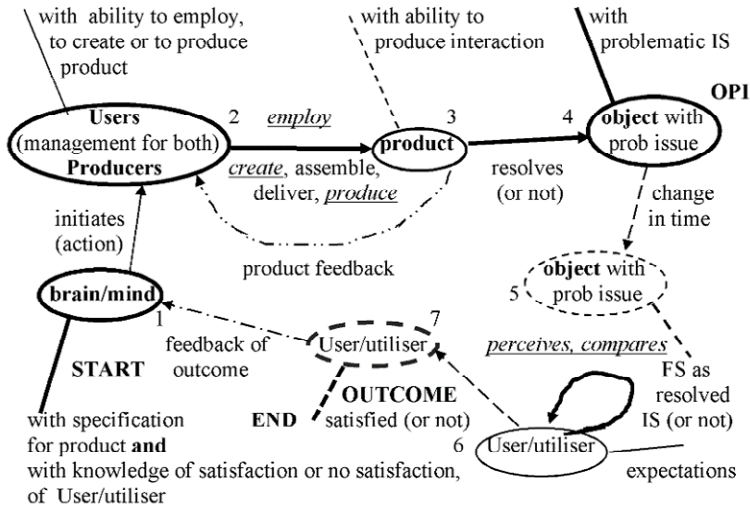 with ability to employ,
to create or to produce
product
with ability to
produce interaction
with
problematic IS
OPI
Users
(management for both)
Producers
2
employ
3
product
4
object with
prob issue
create, assemble,
deliver, produce
resolves
(or not)
change
in time
initiates
(action)
product feedback
object with
prob issue
5
brain/mind
1
START
feedback of
outcome
7
User/utiliser
perceives, compares
FS as
resolved
IS (or not)
OUTCOME
END
satisfied (or not)
6
User/utiliser
expectations
with specification
for product and
with knowledge of satisfaction or no satisfaction,
of User/utiliser